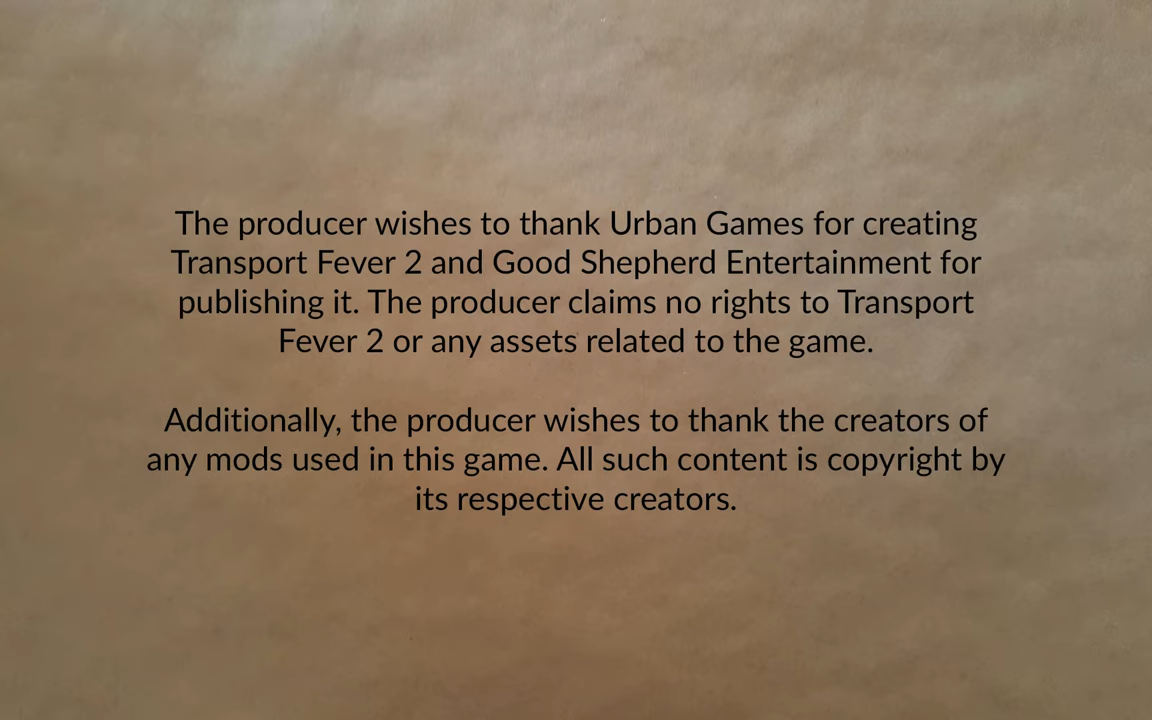 The producer wishes to thank Urban Games for creating
Transport Fever 2 and Good Shepherd Entertainment for
publishing it. The producer claims no rights to Transport
Fever 2 or any assets related to the game.
Additionally, the producer wishes to thank the creators of
any mods used in this game. All such content is copyright by
its respective creators.